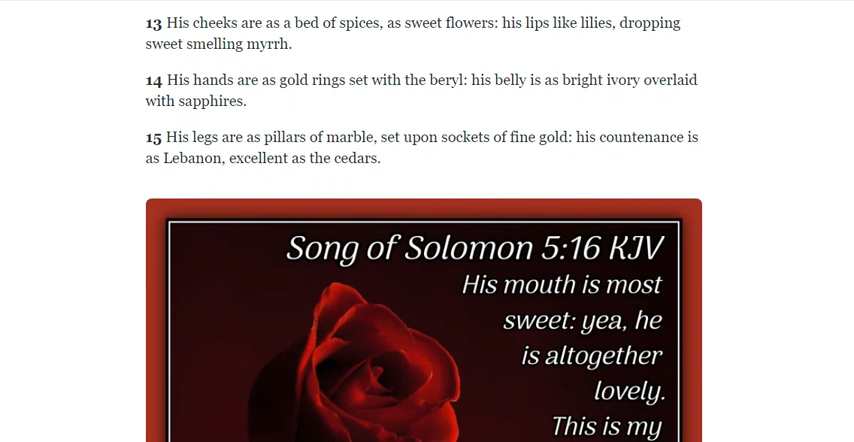 13 His cheeks are as a bed of spices, as sweet flowers: his lips like lilies, dropping
sweet smelling myrrh.
14 His hands are as gold rings set with the beryl: his belly is as bright ivory overlaid
with sapphires.
15 His legs are as pillars of marble, set upon sockets of fine gold: his countenance is
as Lebanon, excellent as the cedars.
Song of Solomon 5:16 KJV
His mouth is most
sweet: yea, he
is altogether
lovely.
This is my